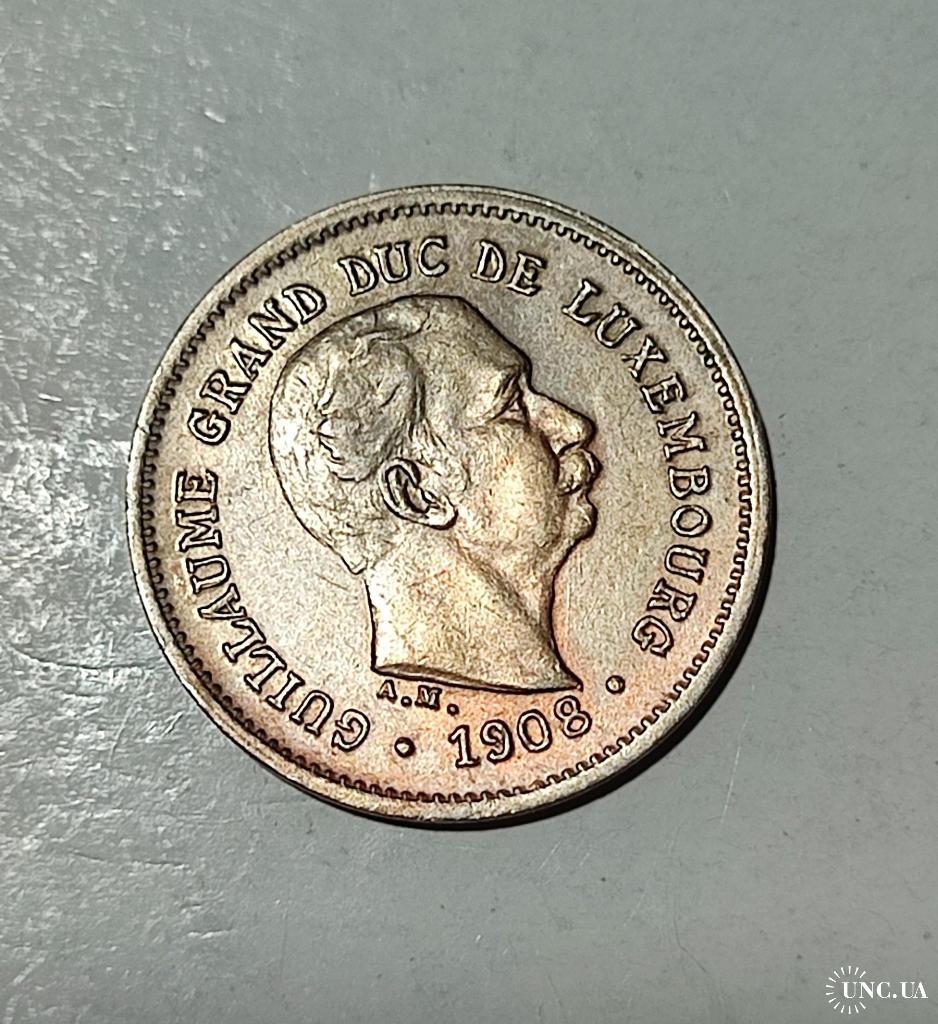 GUILLAUME GRAND DUC DE LUXEMBOURG
A.M.
• 1908 •
UNC.UA